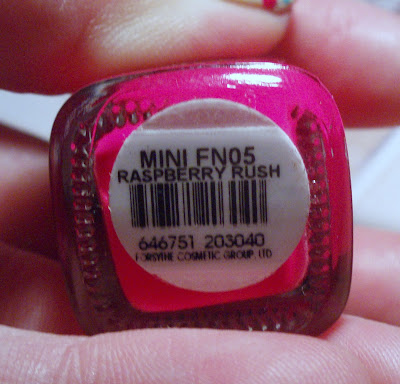 MINI FN05
RASPBERRY RUSH
646751 203040
FORSYTHE COSMETIC GROUP, LTD